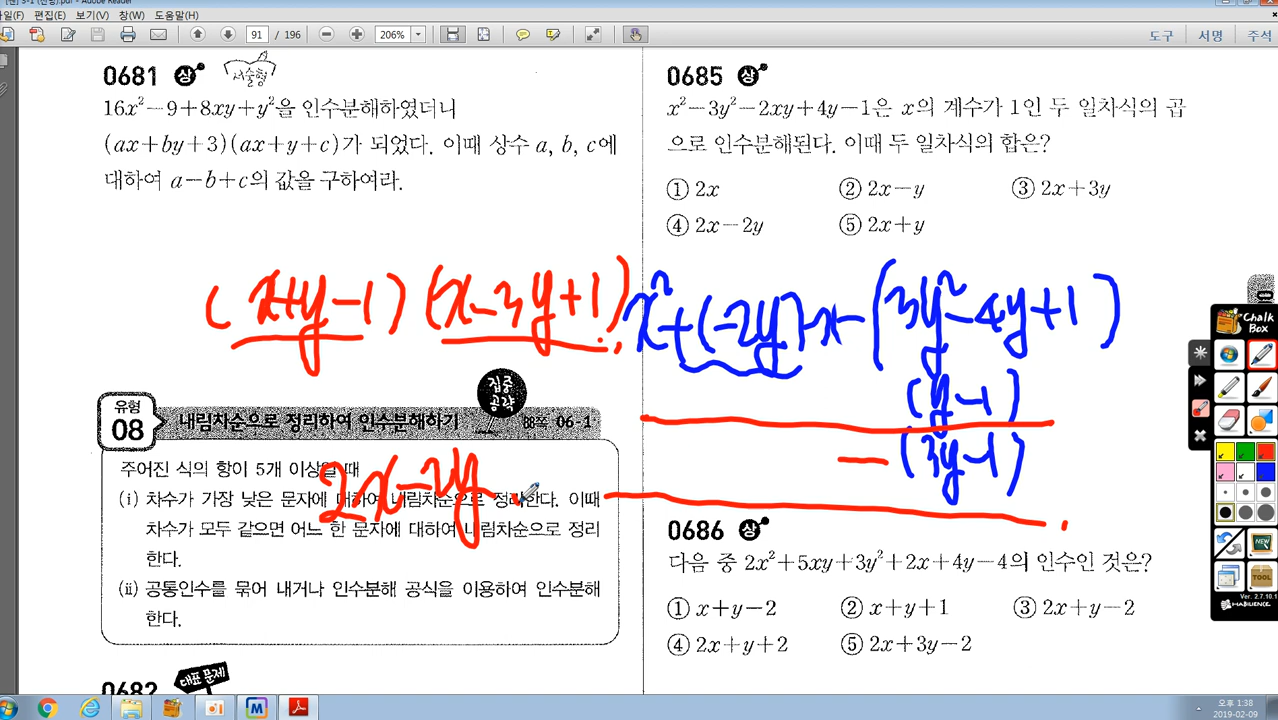 [쎈] 3-1 (신경).pdf - Adobe Reader
파일(F) 편집(E) 보기(V) 창(W) 도움말(H)
91 / 196 206% 도구 서명 주석
0681 상 서술형
16x²-9+8xy+y²을 인수분해하였더니
(ax+by+3)(ax+y+c)가 되었다. 이때 상수 a, b, c에
대하여 a-b+c의 값을 구하여라.
(x+y-1)(x-3y+1)
집중
공략
유형
08
내림차순으로 정리하여 인수분해하기
06-1
주어진 식의 항이 5개 이상일 때
2x-2y
(i) 차수가 가장 낮은 문자에 대하여 내림차순으로 정리한다. 이때
차수가 모두 같으면 어느 한 문자에 대하여 내림차순으로 정리
한다.
(ii) 공통인수를 묶어 내거나 인수분해 공식을 이용하여 인수분해
한다.
0682 대표 문제
0685 상
x²-3y²-2xy+4y-1은 x의 계수가 1인 두 일차식의 곱
으로 인수분해된다. 이때 두 일차식의 합은?
① 2x ② 2x-y ③ 2x+3y
④ 2x-2y ⑤ 2x+y
x²+(-2y)·x-(3y²-4y+1)
(y-1)
-(3y-1)
0686 상
다음 중 2x²+5xy+3y²+2x+4y-4의 인수인 것은?
① x+y-2 ② x+y+1 ③ 2x+y-2
④ 2x+y+2 ⑤ 2x+3y-2
Chalk
Box
NEW
TOOL
Ver. 2.7.10.1
HABLIENCE
오후 1:38
2019-02-09